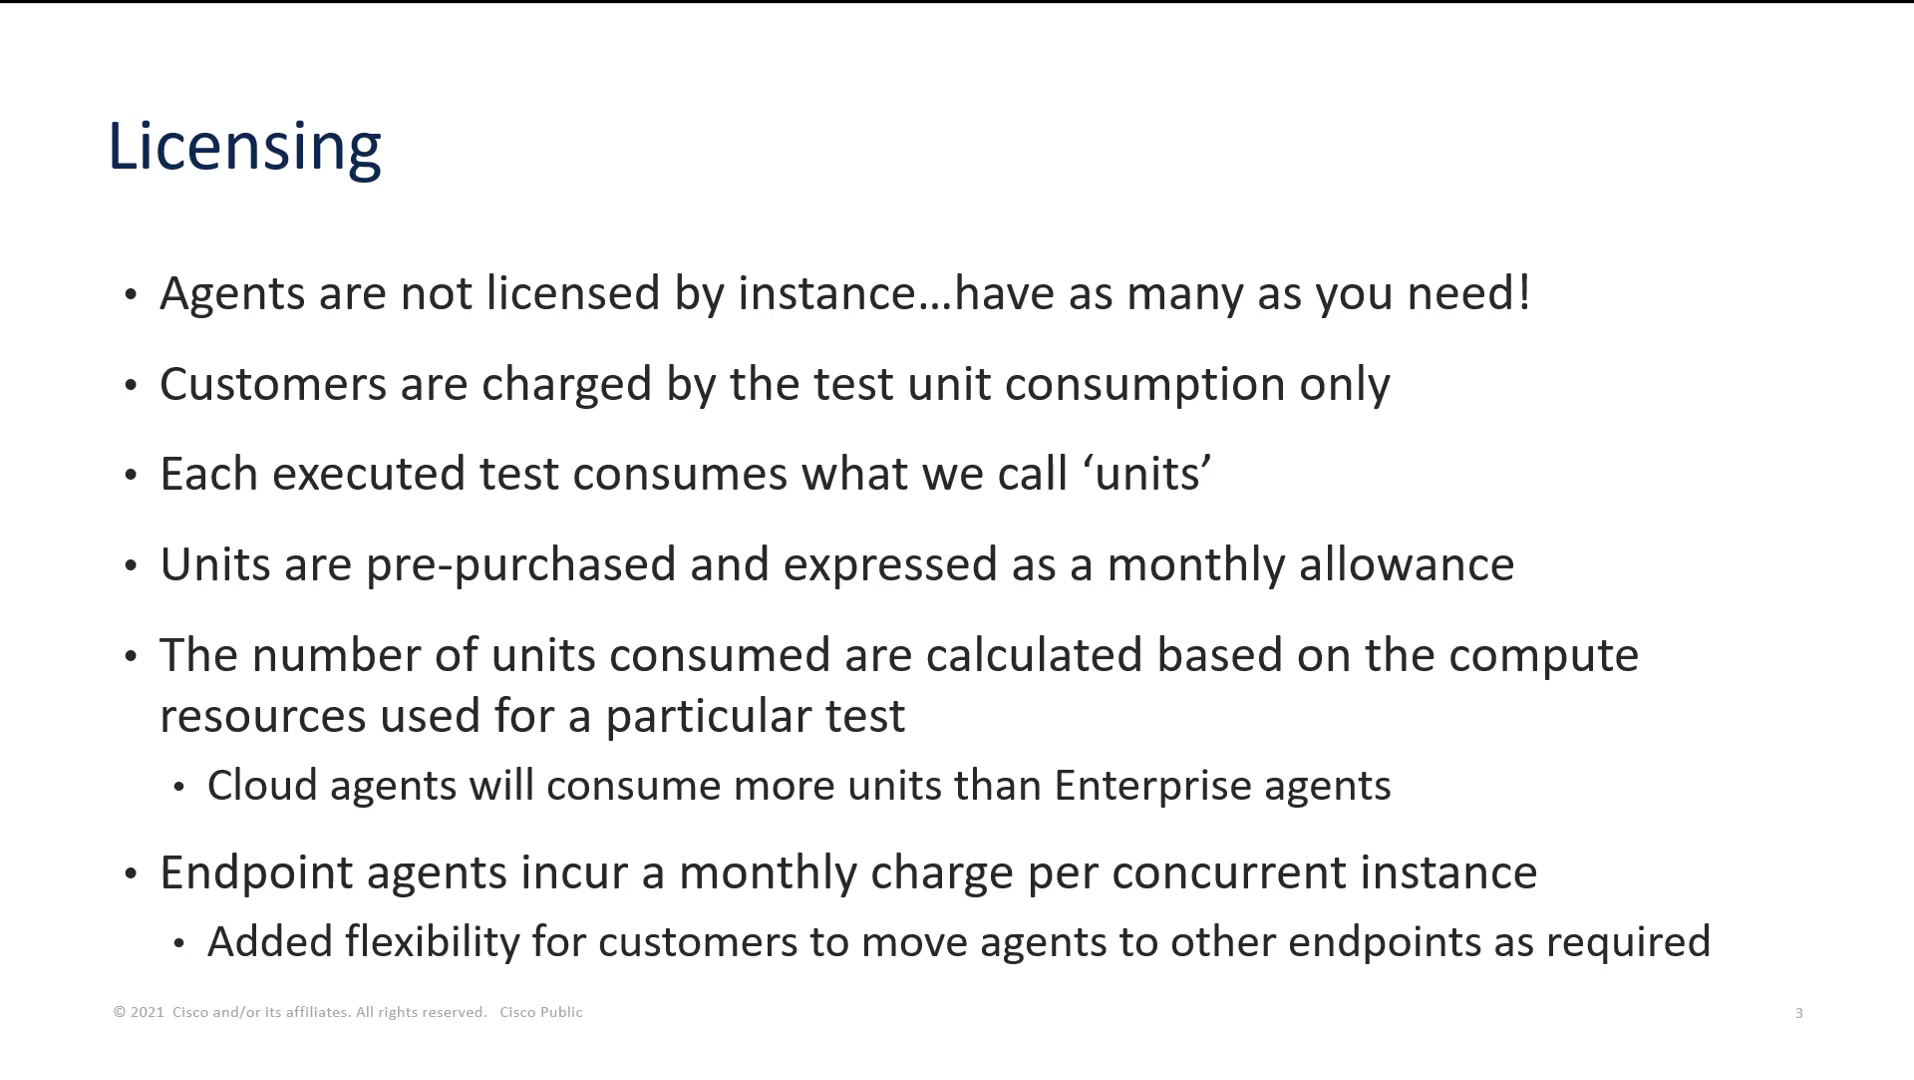 Licensing
• Agents are not licensed by instance…have as many as you need!
• Customers are charged by the test unit consumption only
• Each executed test consumes what we call ‘units’
• Units are pre-purchased and expressed as a monthly allowance
• The number of units consumed are calculated based on the compute
resources used for a particular test
• Cloud agents will consume more units than Enterprise agents
• Endpoint agents incur a monthly charge per concurrent instance
• Added flexibility for customers to move agents to other endpoints as required
© 2021 Cisco and/or its affiliates. All rights reserved. Cisco Public
3